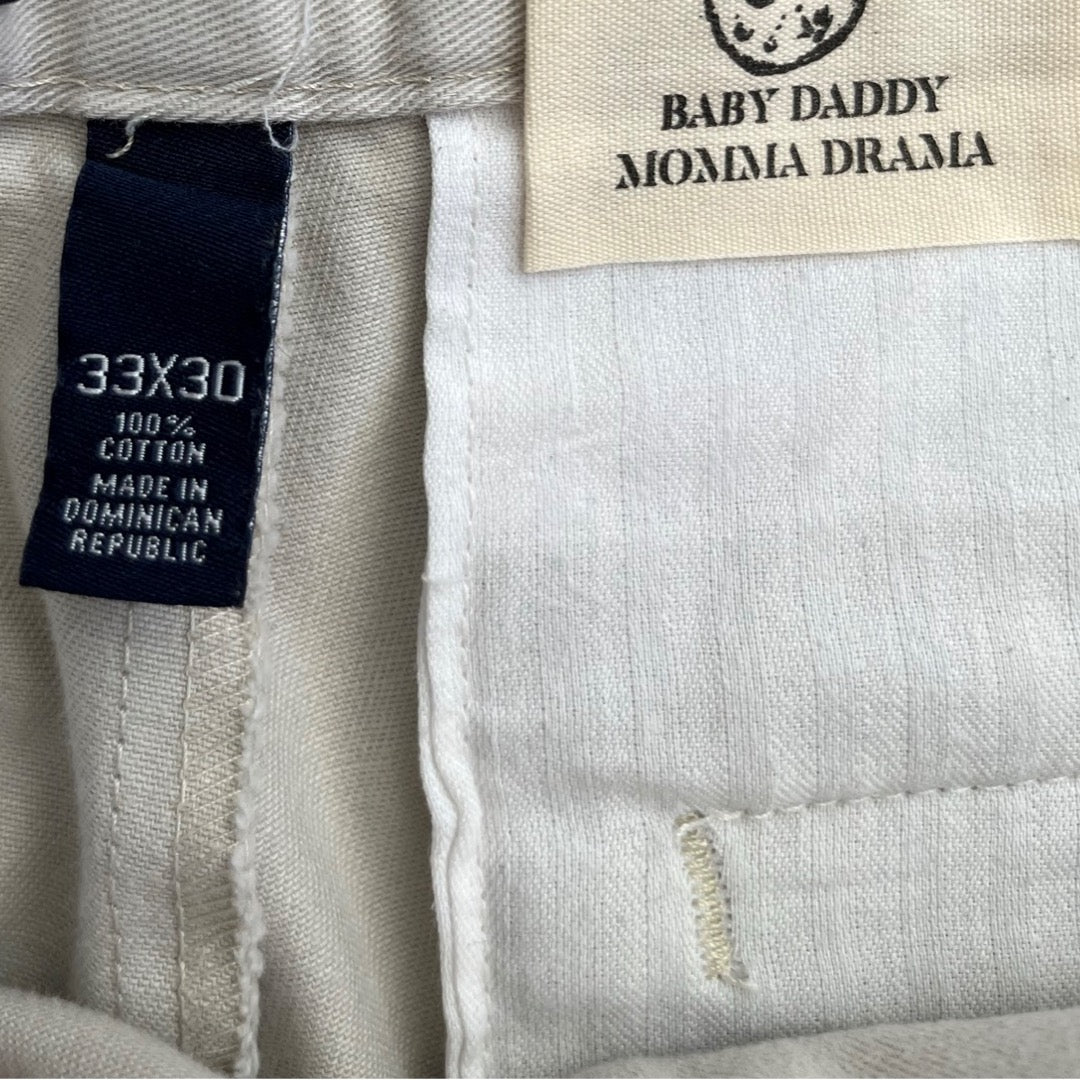 BABY DADDY
MOMMA DRAMA
33X30
100%
COTTON
MADE IN
DOMINICAN
REPUBLIC